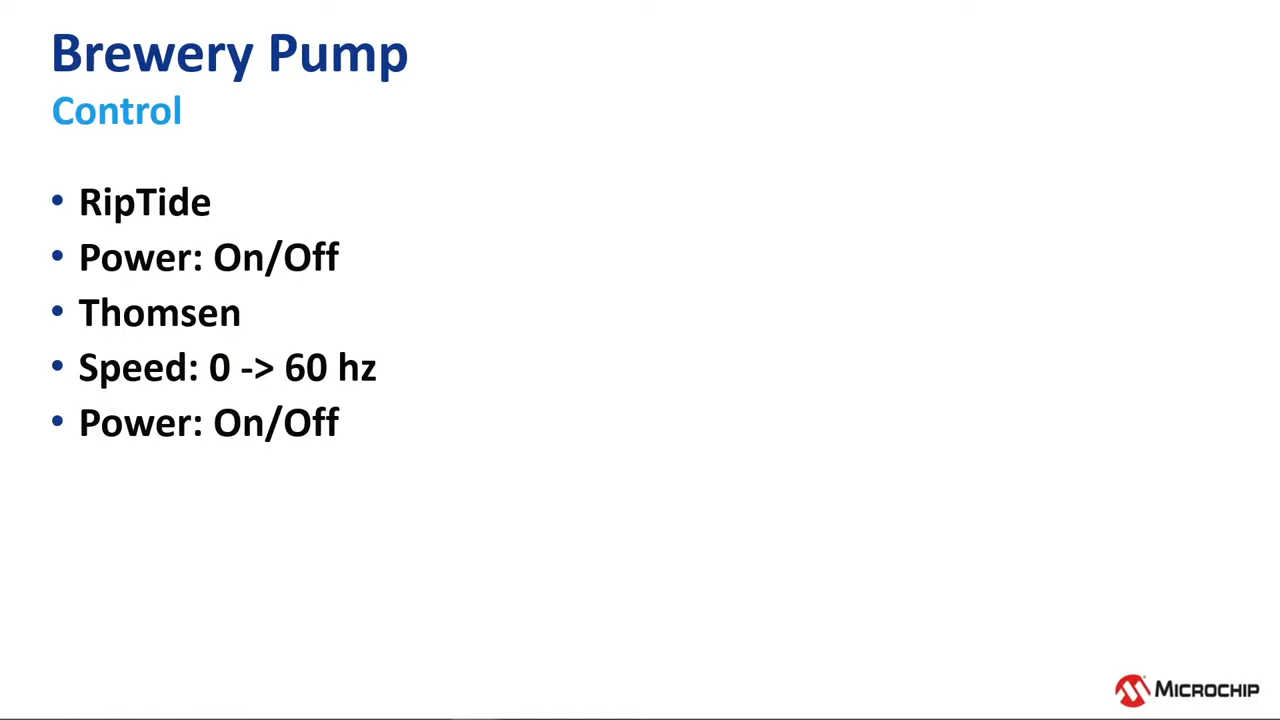 Brewery Pump
Control
• RipTide
• Power: On/Off
• Thomsen
• Speed: 0 -> 60 hz
• Power: On/Off
MICROCHIP